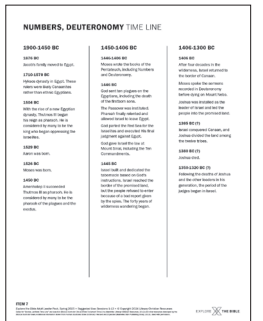 NUMBERS, DEUTERONOMY TIME LINE
1900-1450 BC
1876 BC
Jacob's family moved to Egypt.
1710-1570 BC
Hyksos dynasty in Egypt. These
rulers were likely Canaanites
rather than ethnic Egyptians.
1526 BC
With the rise of a new Egyptian
dynasty, Thutmose III began
his reign as pharaoh. He is
considered by many to be the
king who began oppressing the
Israelites.
1529 BC
Aaron was born.
1526 BC
Moses was born.
1450 BC
Amenhotep II succeeded
Thutmose III as pharaoh. He is
considered by many to be the
pharaoh of the plagues and the
exodus.
1450-1406 BC
1446-1406 BC
Moses wrote the books of the
Pentateuch, including Numbers
and Deuteronomy.
1446 BC
God sent ten plagues on the
Egyptians, including the death
of the firstborn sons.
The Passover was instituted.
Pharaoh finally relented and
allowed Israel to leave Egypt.
God parted the Red Sea for the
Israelites and executed His final
judgment against Egypt.
God gave Israel the law at
Mount Sinai, including the Ten
Commandments.
1445 BC
Israel built and dedicated the
tabernacle based on God's
instructions. Israel reached the
border of the promised land,
but the people refused to enter
because of a bad report given
by the spies. The forty years of
wilderness wandering began.
1406-1300 BC
1406 BC
After four decades in the
wilderness, Israel returned to
the border of Canaan.
Moses spoke the sermons
recorded in Deuteronomy
before dying on Mount Nebo.
Joshua was installed as the
leader of Israel and led the
people into the promised land.
Israel conquered Canaan, and
Joshua divided the land among
the twelve tribes.
Joshua died.
Following the deaths of Joshua
and the other leaders in his
generation, the period of the
judges began in Israel.
ITEM 7
EXPLORE THE BIBLE